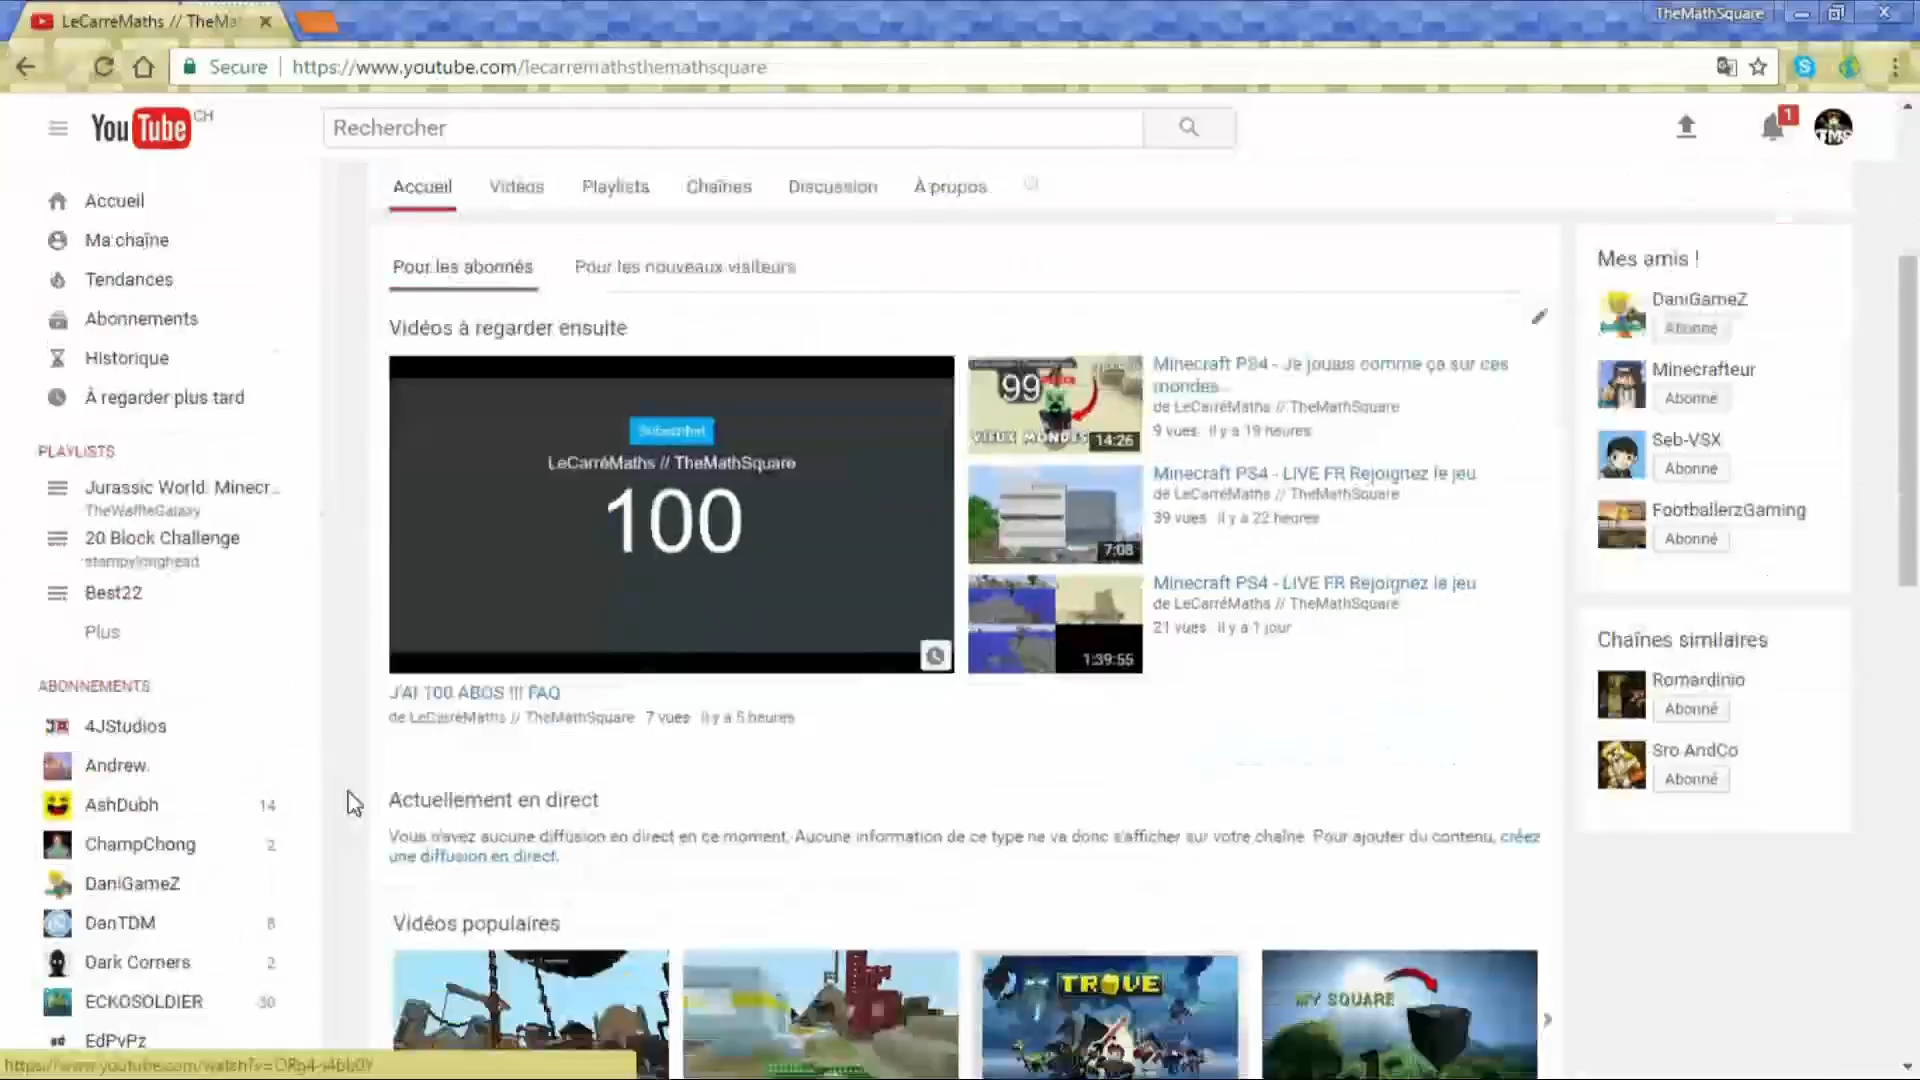 LeCarréMaths // TheMa
TheMathSquare
Secure
https://www.youtube.com/lecarremathsthemathsquare
YouTube CH
Rechercher
1
TMS
Accueil
Ma chaîne
Tendances
Abonnements
Historique
À regarder plus tard
PLAYLISTS
Jurassic World: Minecr...
TheWaffleGalaxy
20 Block Challenge
stampylonghead
Best22
Plus
ABONNEMENTS
4JStudios
Andrew.
AshDubh 14
ChampChong 2
DaniGameZ
DanTDM 8
Dark Corners 2
ECKOSOLDIER 30
EdPvPz
Accueil Vidéos Playlists Chaînes Discussion À propos
Pour les abonnés Pour les nouveaux visiteurs
Vidéos à regarder ensuite
Subscribe!
LeCarréMaths // TheMathSquare
100
J'AI 100 ABOS !!! FAQ
de LeCarréMaths // TheMathSquare 7 vues il y a 5 heures
99
VIEUX MONDES
14:26
Minecraft PS4 - Je jouais comme ça sur ces
mondes...
de LeCarréMaths // TheMathSquare
9 vues il y a 19 heures
7:08
Minecraft PS4 - LIVE FR Rejoignez le jeu
de LeCarréMaths // TheMathSquare
39 vues il y a 22 heures
1:39:55
Minecraft PS4 - LIVE FR Rejoignez le jeu
de LeCarréMaths // TheMathSquare
21 vues il y a 1 jour
Actuellement en direct
Vous n'avez aucune diffusion en direct en ce moment. Aucune information de ce type ne va donc s'afficher sur votre chaîne. Pour ajouter du contenu, créez
une diffusion en direct.
Vidéos populaires
TROVE
MY SQUARE
Mes amis !
DaniGameZ
Abonné
Minecrafteur
Abonné
Seb-VSX
Abonné
FootballerzGaming
Abonné
Chaînes similaires
Romardinio
Abonné
Sro AndCo
Abonné